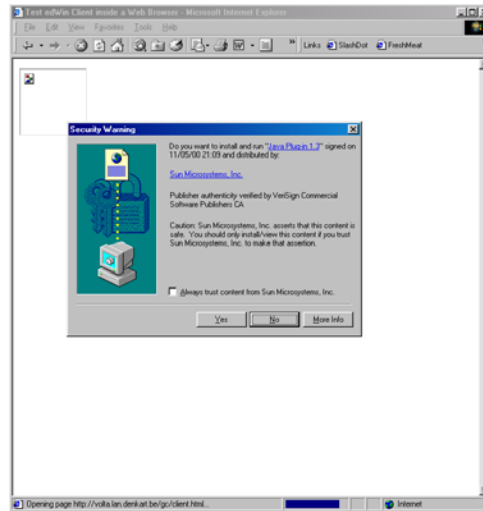 Test edWin Client inside a Web Browser - Microsoft Internet Explorer
File Edit View Favorites Tools Help
Links SlashDot FreshMeat
Security Warning
Do you want to install and run "Java Plug-in 1.3" signed on
11/05/00 21:09 and distributed by:
Sun Microsystems, Inc.
Publisher authenticity verified by VeriSign Commercial
Software Publishers CA
Caution: Sun Microsystems, Inc. asserts that this content is
safe. You should only install/view this content if you trust
Sun Microsystems, Inc. to make that assertion.
Always trust content from Sun Microsystems, Inc.
Yes No More Info
Opening page http://volta.lan.denkart.be/gc/client.html... Internet